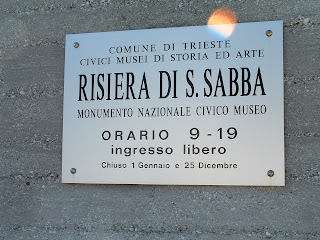 COMUNE DI TRIESTE
CIVICI MUSEI DI STORIA ED ARTE
RISIERA DI S. SABBA
MONUMENTO NAZIONALE CIVICO MUSEO
ORARIO 9-19
ingresso libero
Chiuso 1 Gennaio e 25 Dicembre